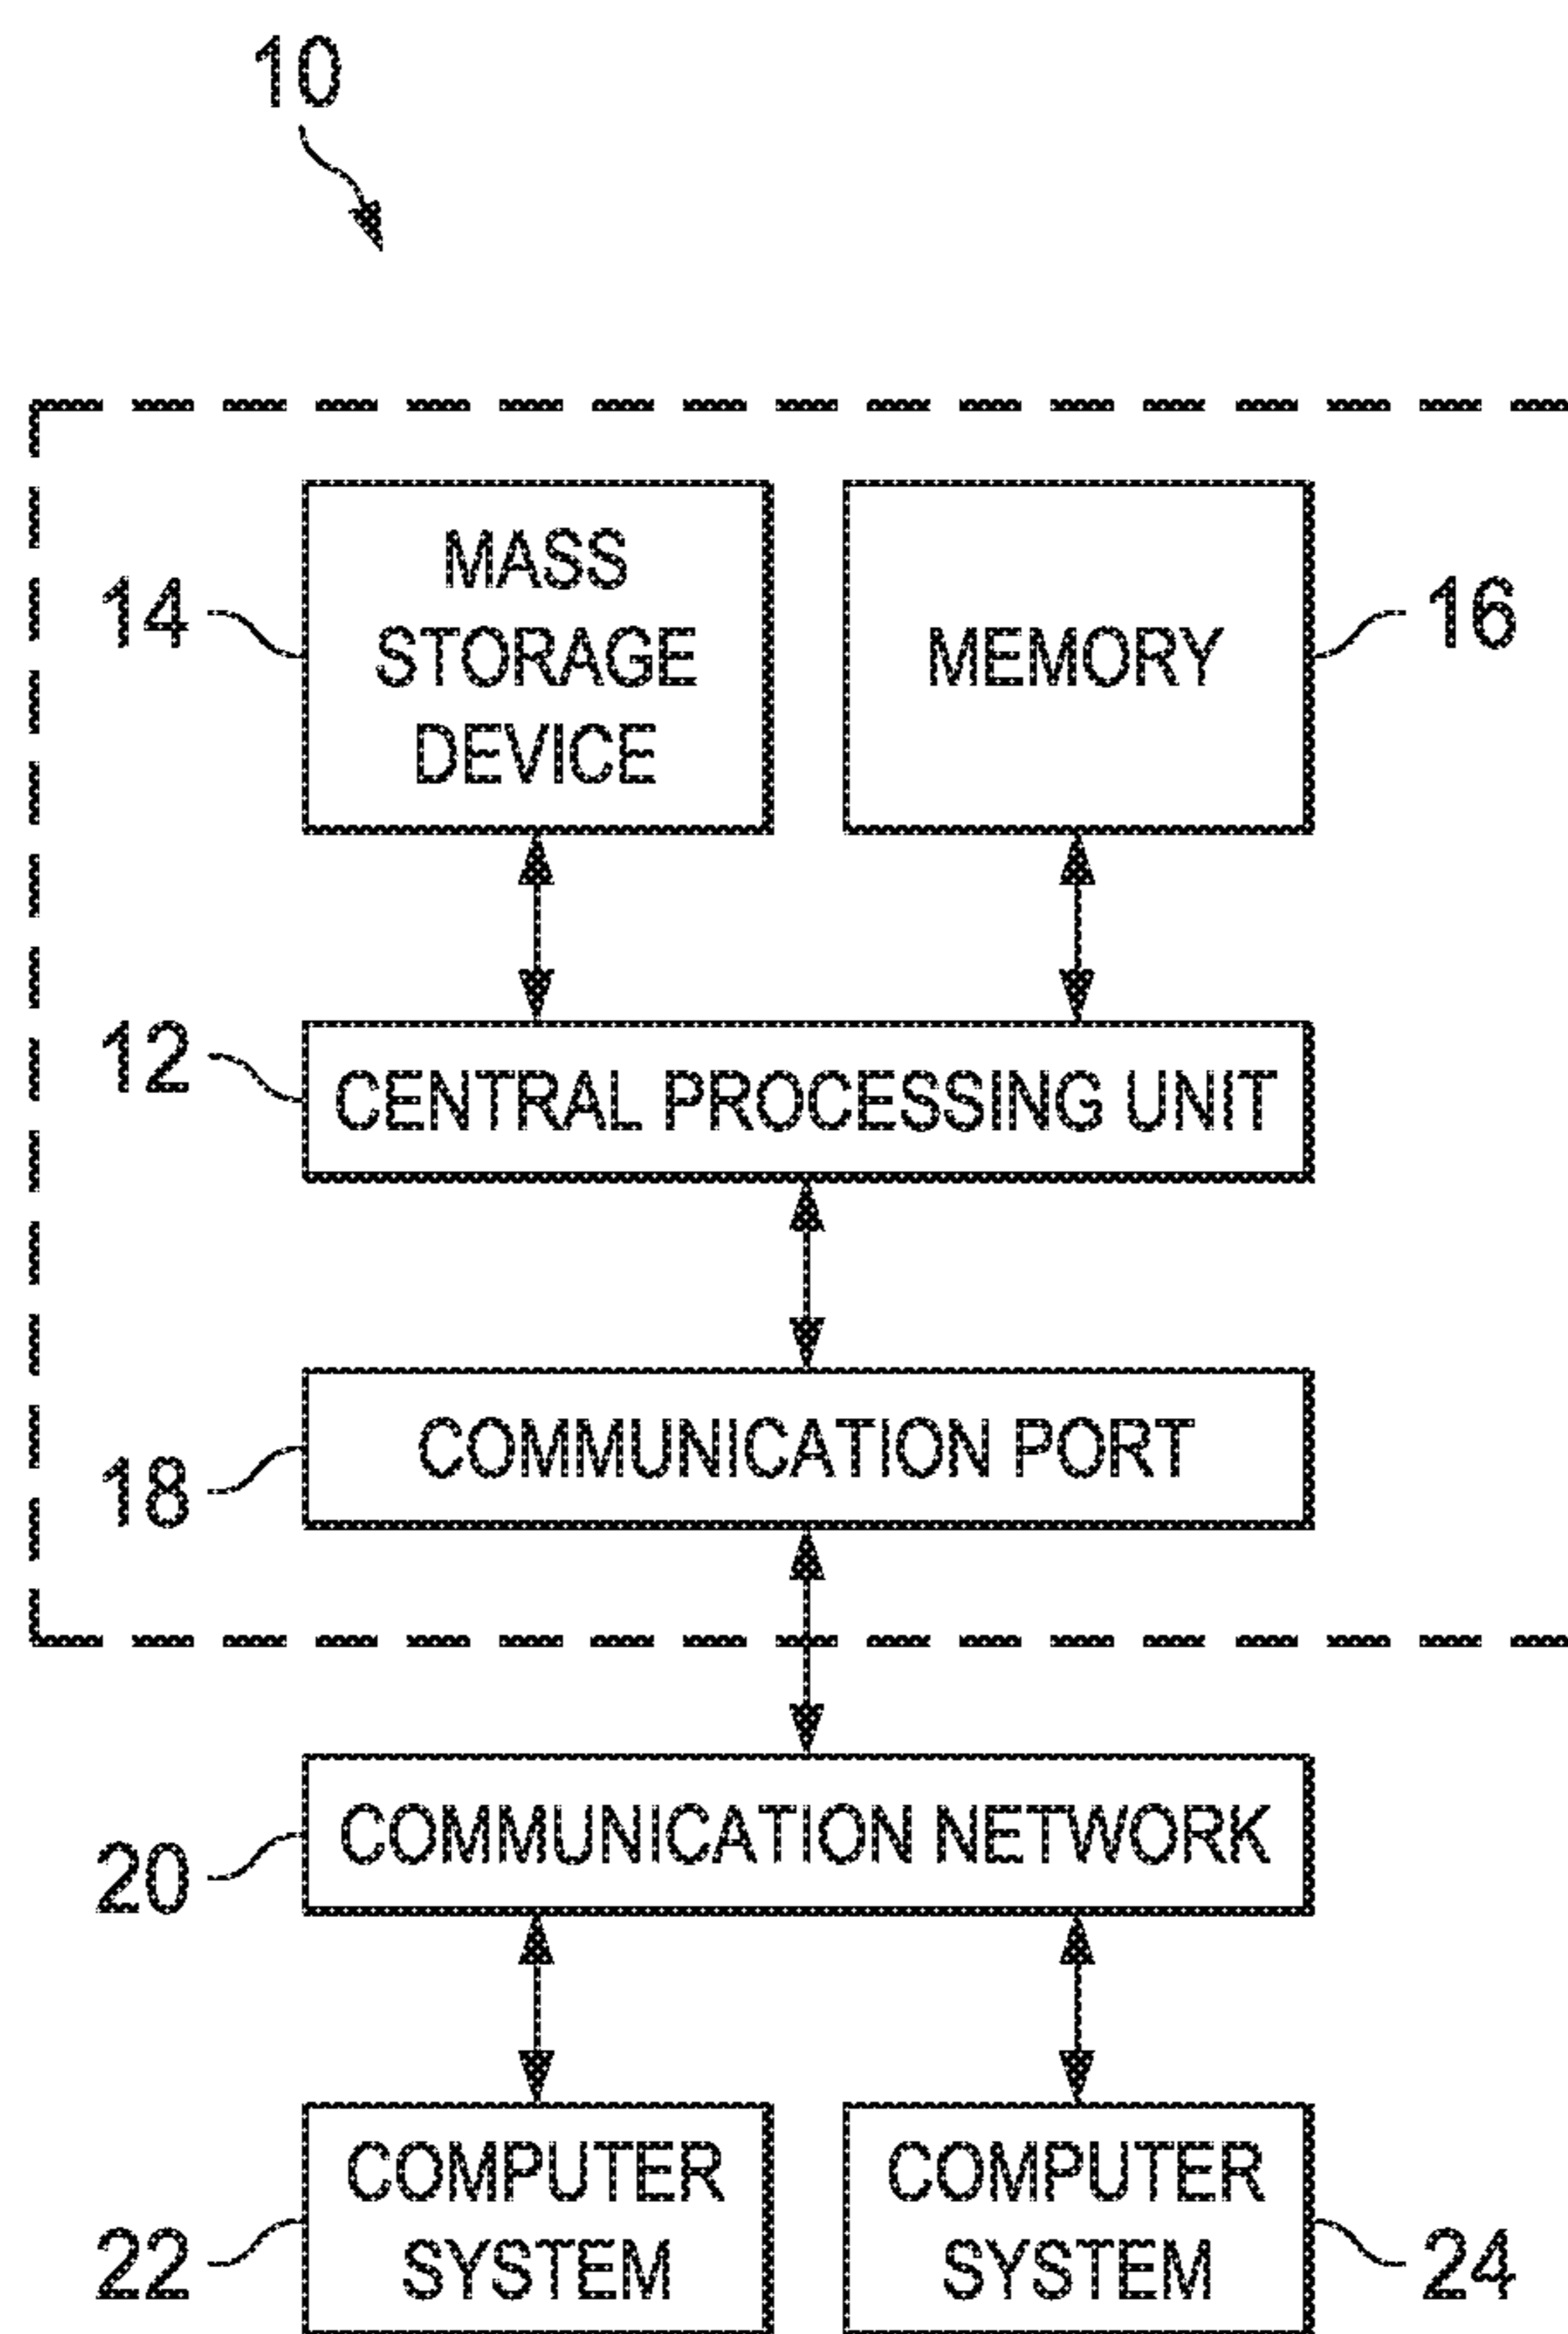 10
MASS
STORAGE
DEVICE
14
MEMORY
16
12
CENTRAL PROCESSING UNIT
18
COMMUNICATION PORT
20
COMMUNICATION NETWORK
22
COMPUTER
SYSTEM
COMPUTER
SYSTEM
24